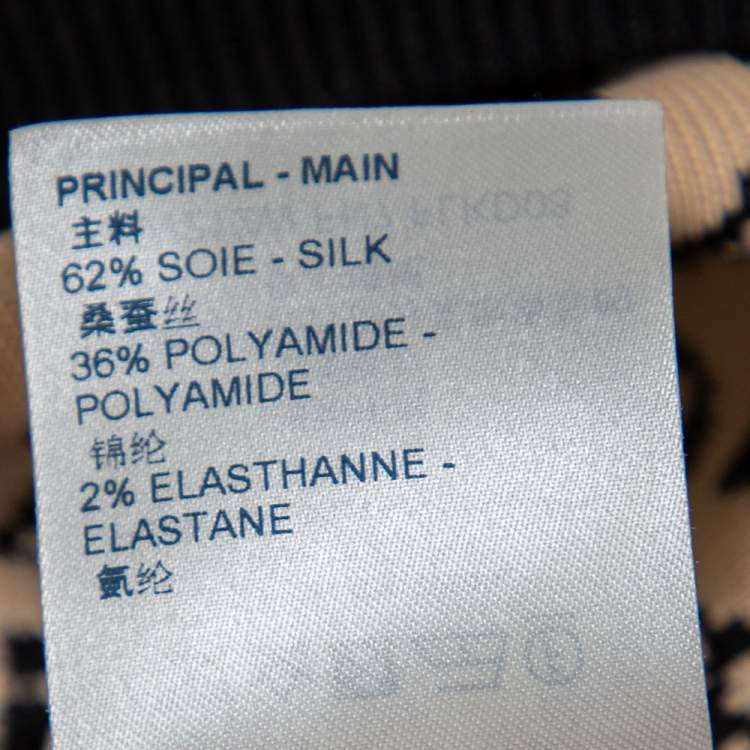 PRINCIPAL - MAIN
主料
62% SOIE - SILK
桑蚕丝
36% POLYAMIDE -
POLYAMIDE
锦纶
2% ELASTHANNE -
ELASTANE
氨纶